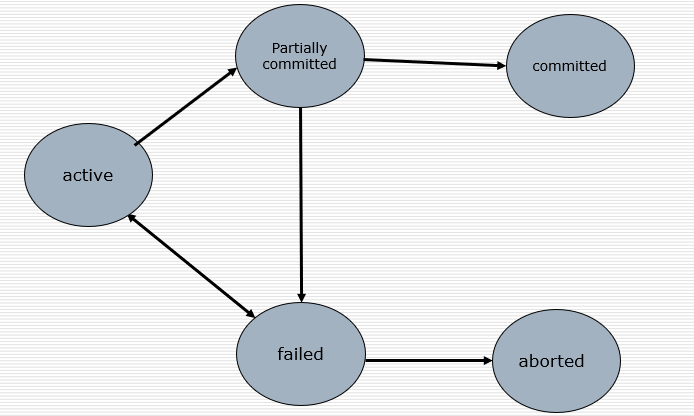 Partially
committed
committed
active
failed
aborted